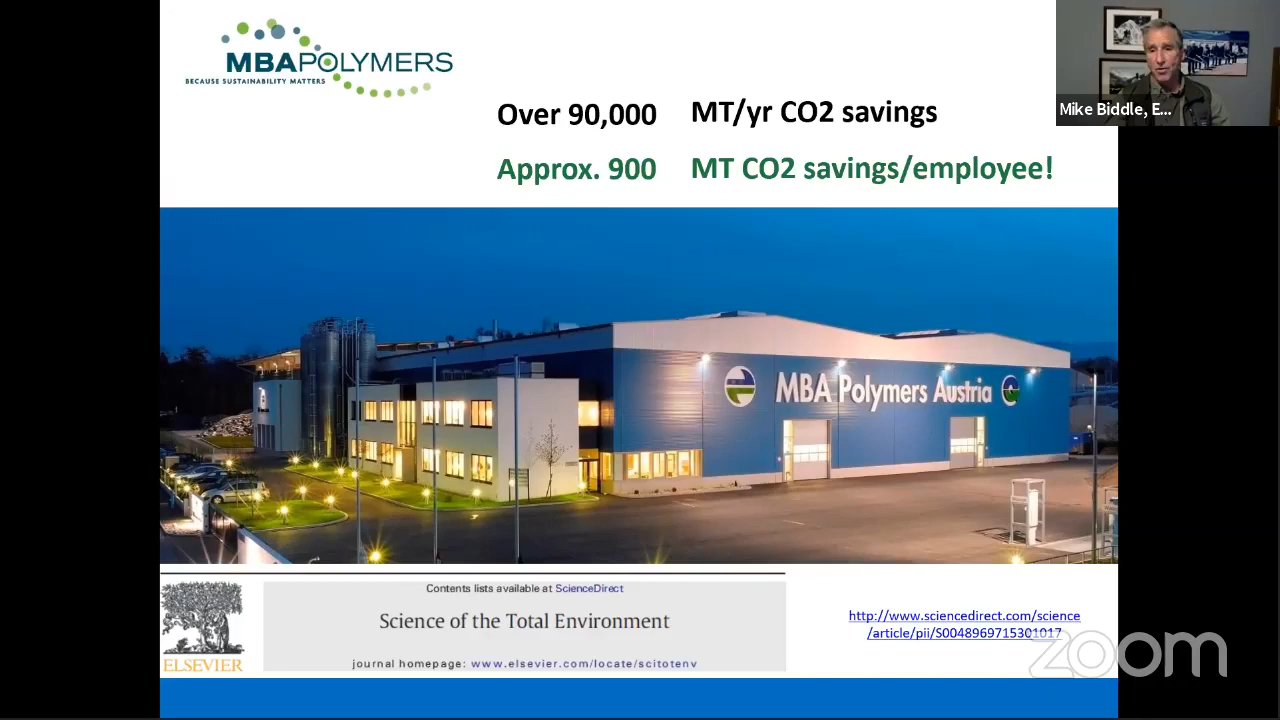 MBAPOLYMERS
BECAUSE SUSTAINABILITY MATTERS
Over 90,000 MT/yr CO2 savings
Approx. 900 MT CO2 savings/employee!
Mike Biddle, E...
MBA Polymers Austria
Contents lists available at ScienceDirect
Science of the Total Environment
journal homepage: www.elsevier.com/locate/scitotenv
ELSEVIER
http://www.sciencedirect.com/science
/article/pii/S0048969715301017
zoom